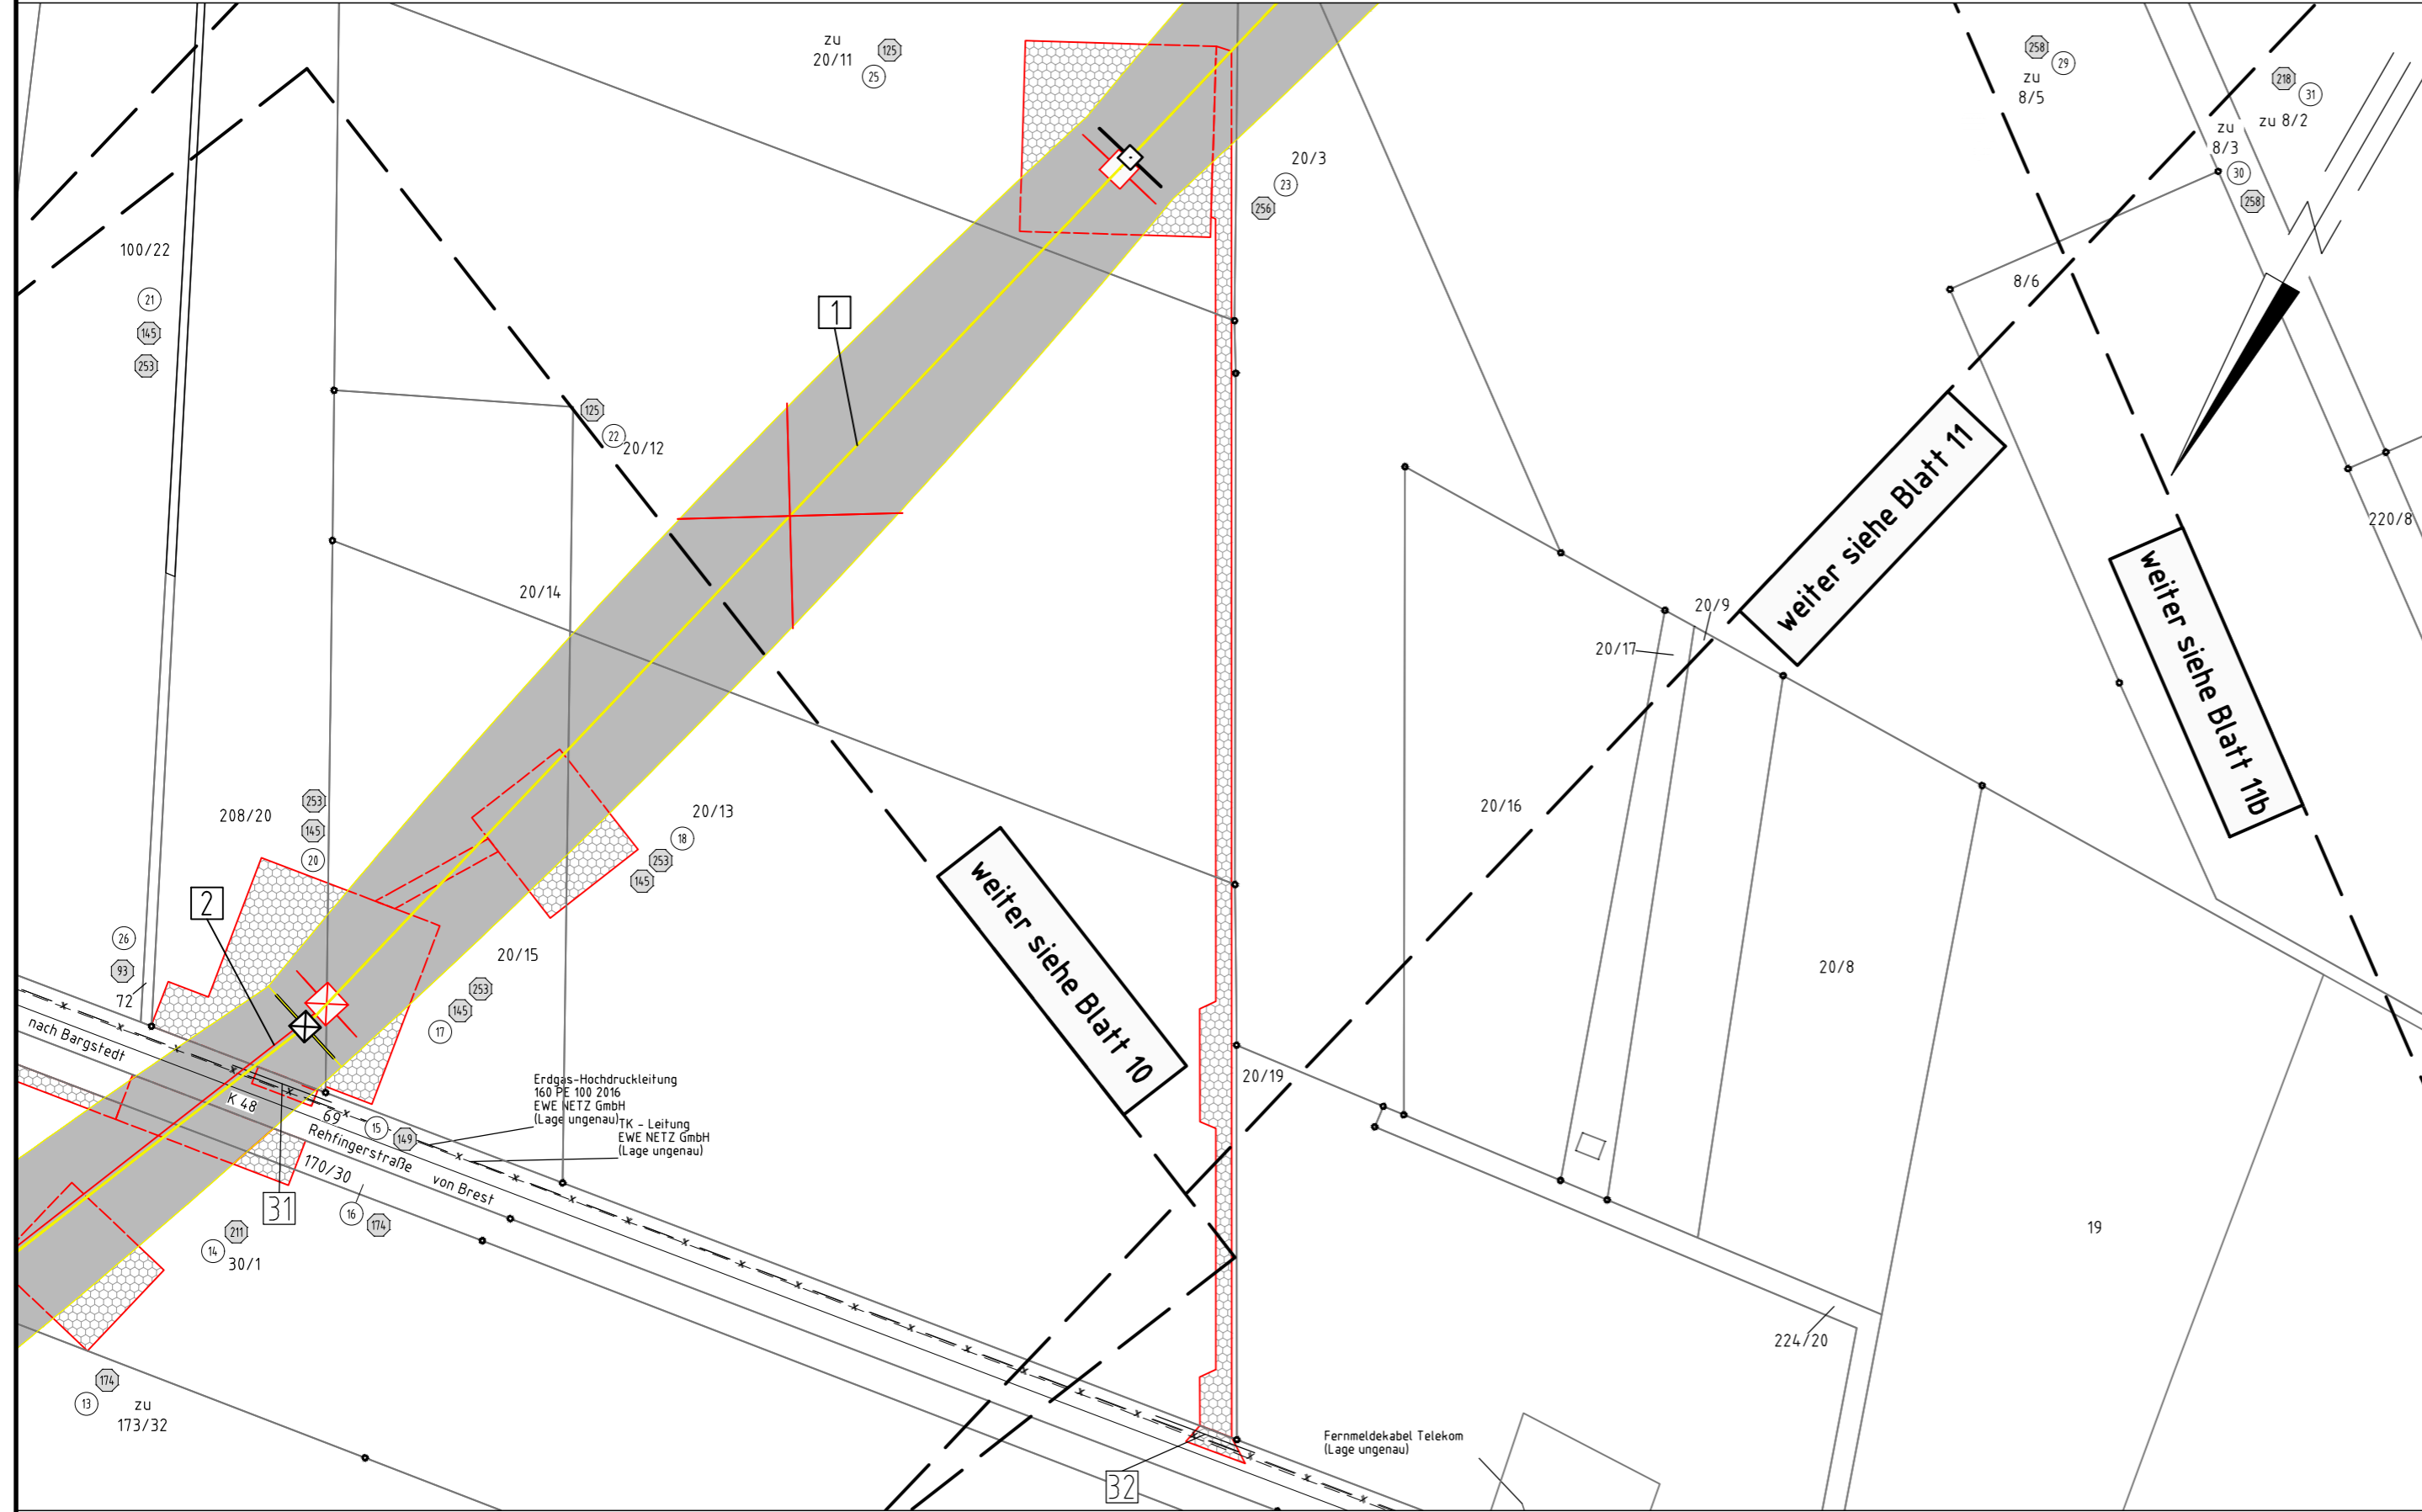 zu
20/11
125
25
258
29
zu
8/5
218
31
zu 8/2
zu
8/3
30
258
20/3
23
256
100/22
21
145
253
8/6
1
125
22
20/12
weiter siehe Blatt 11
220/8
20/14
20/9
20/17
weiter siehe Blatt 11b
253
208/20
145
20
20/13
18
253
145
20/16
2
weiter siehe Blatt 10
26
93
72
20/15
253
145
17
20/8
nach Bargstedt
K 48
69
15
149
Rehfingerstraße
von Brest
Erdgas-Hochdruckleitung
160 PE 100 2016
EWE NETZ GmbH
(Lage ungenau)
TK - Leitung
EWE NETZ GmbH
(Lage ungenau)
20/19
170/30
31
16
174
211
14
30/1
19
224/20
174
13
zu
173/32
Fernmeldekabel Telekom
(Lage ungenau)
32